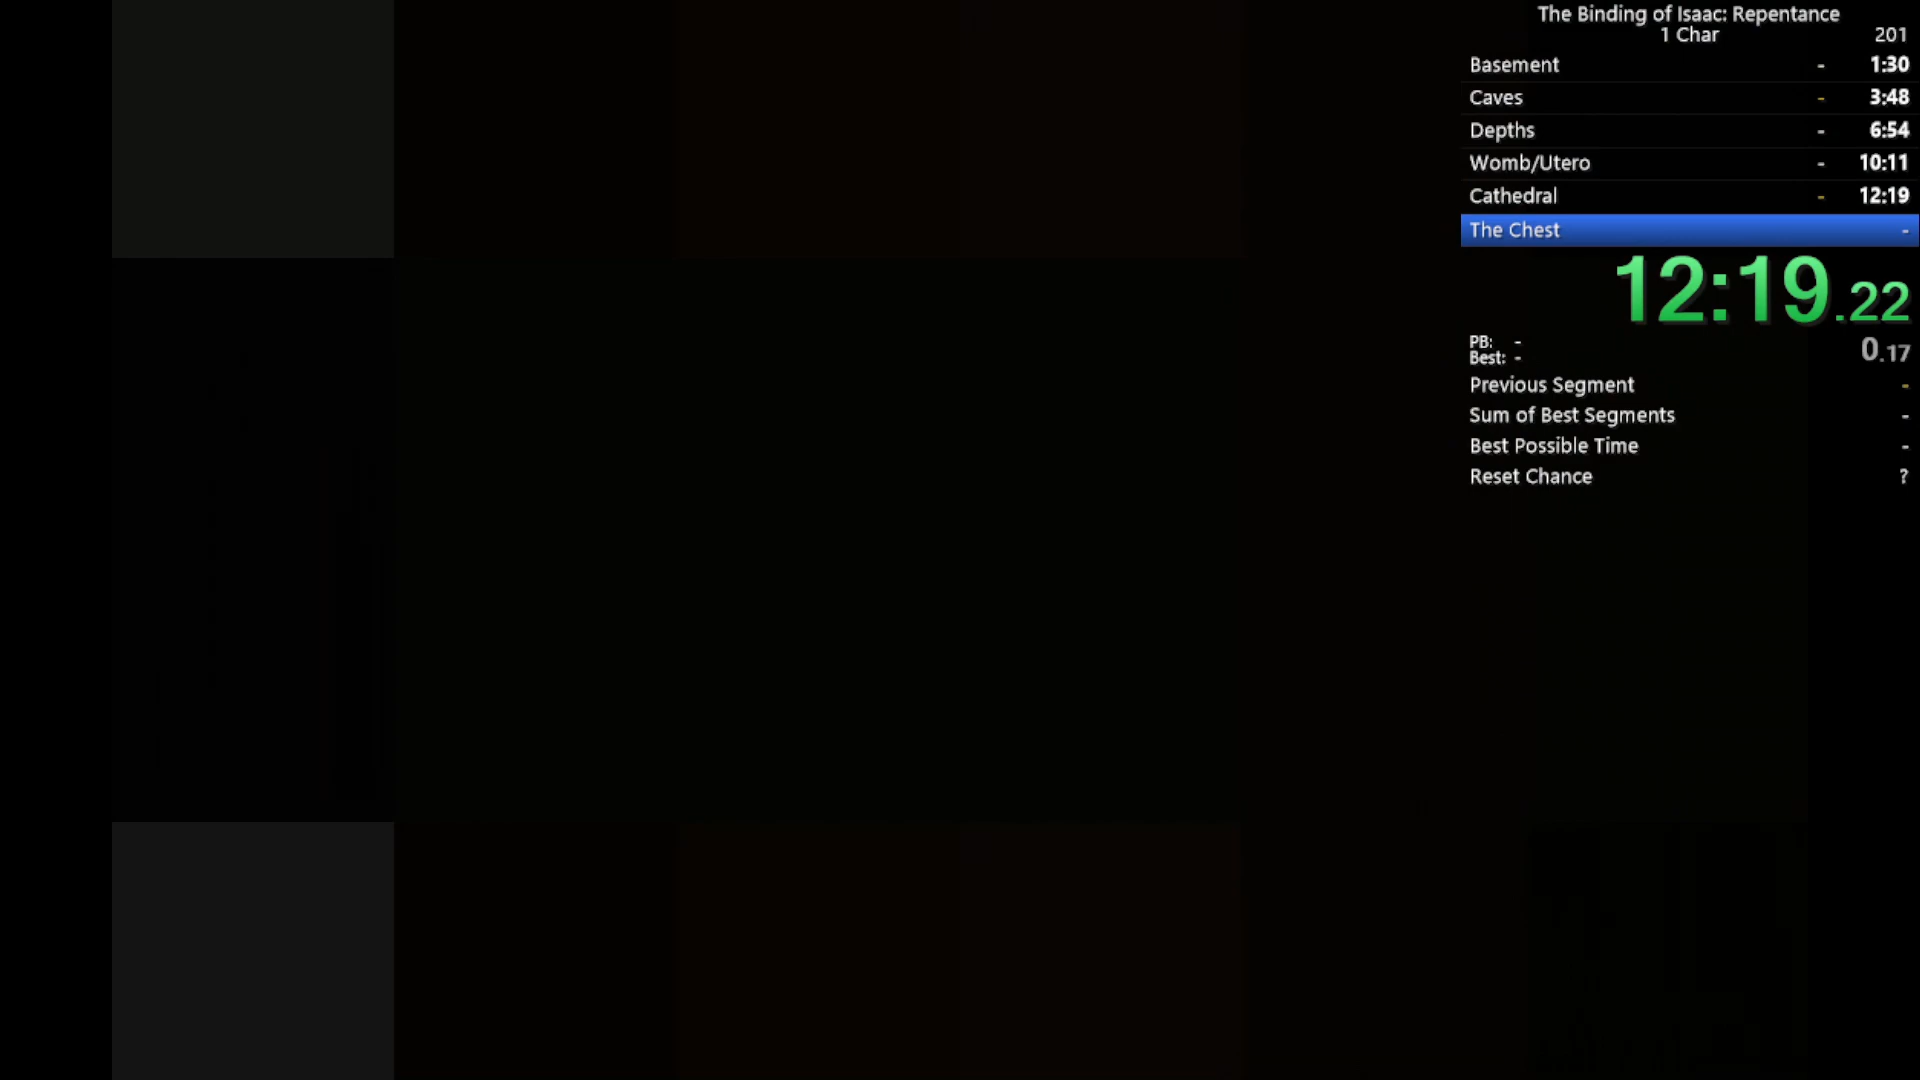 The Binding of Isaac: Repentance
1 Char 201
Basement - 1:30
Caves - 3:48
Depths - 6:54
Womb/Utero - 10:11
Cathedral - 12:19
The Chest -
12:19.22
PB: - 0.17
Best: -
Previous Segment -
Sum of Best Segments -
Best Possible Time -
Reset Chance ?